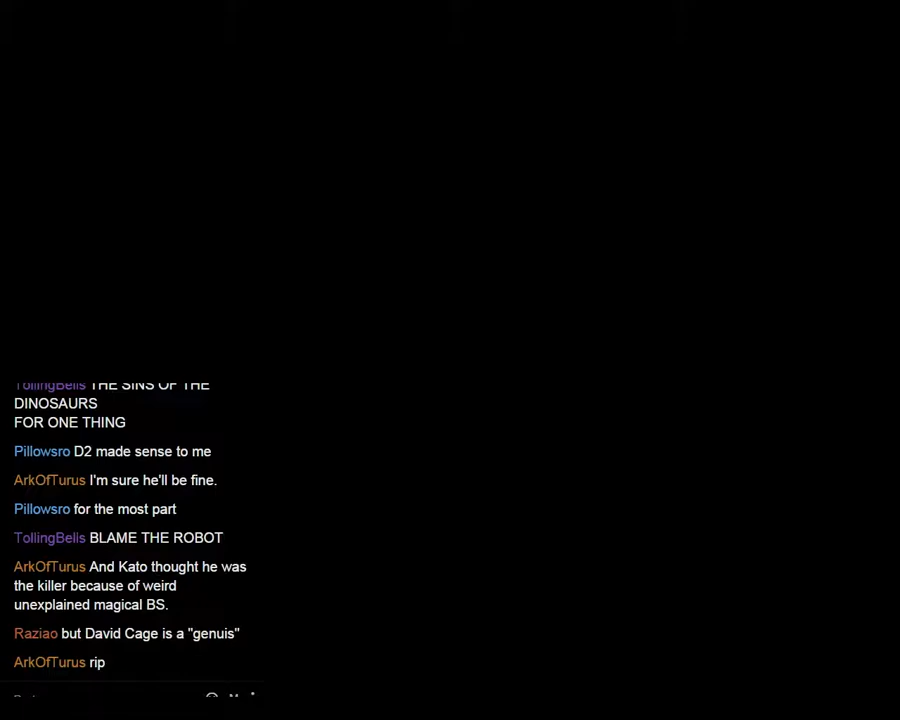 TollingBells THE SINS OF THE
DINOSAURS
FOR ONE THING
Pillowsro D2 made sense to me
ArkOfTurus I'm sure he'll be fine.
Pillowsro for the most part
TollingBells BLAME THE ROBOT
ArkOfTurus And Kato thought he was
the killer because of weird
unexplained magical BS.
Raziao but David Cage is a "genuis"
ArkOfTurus rip